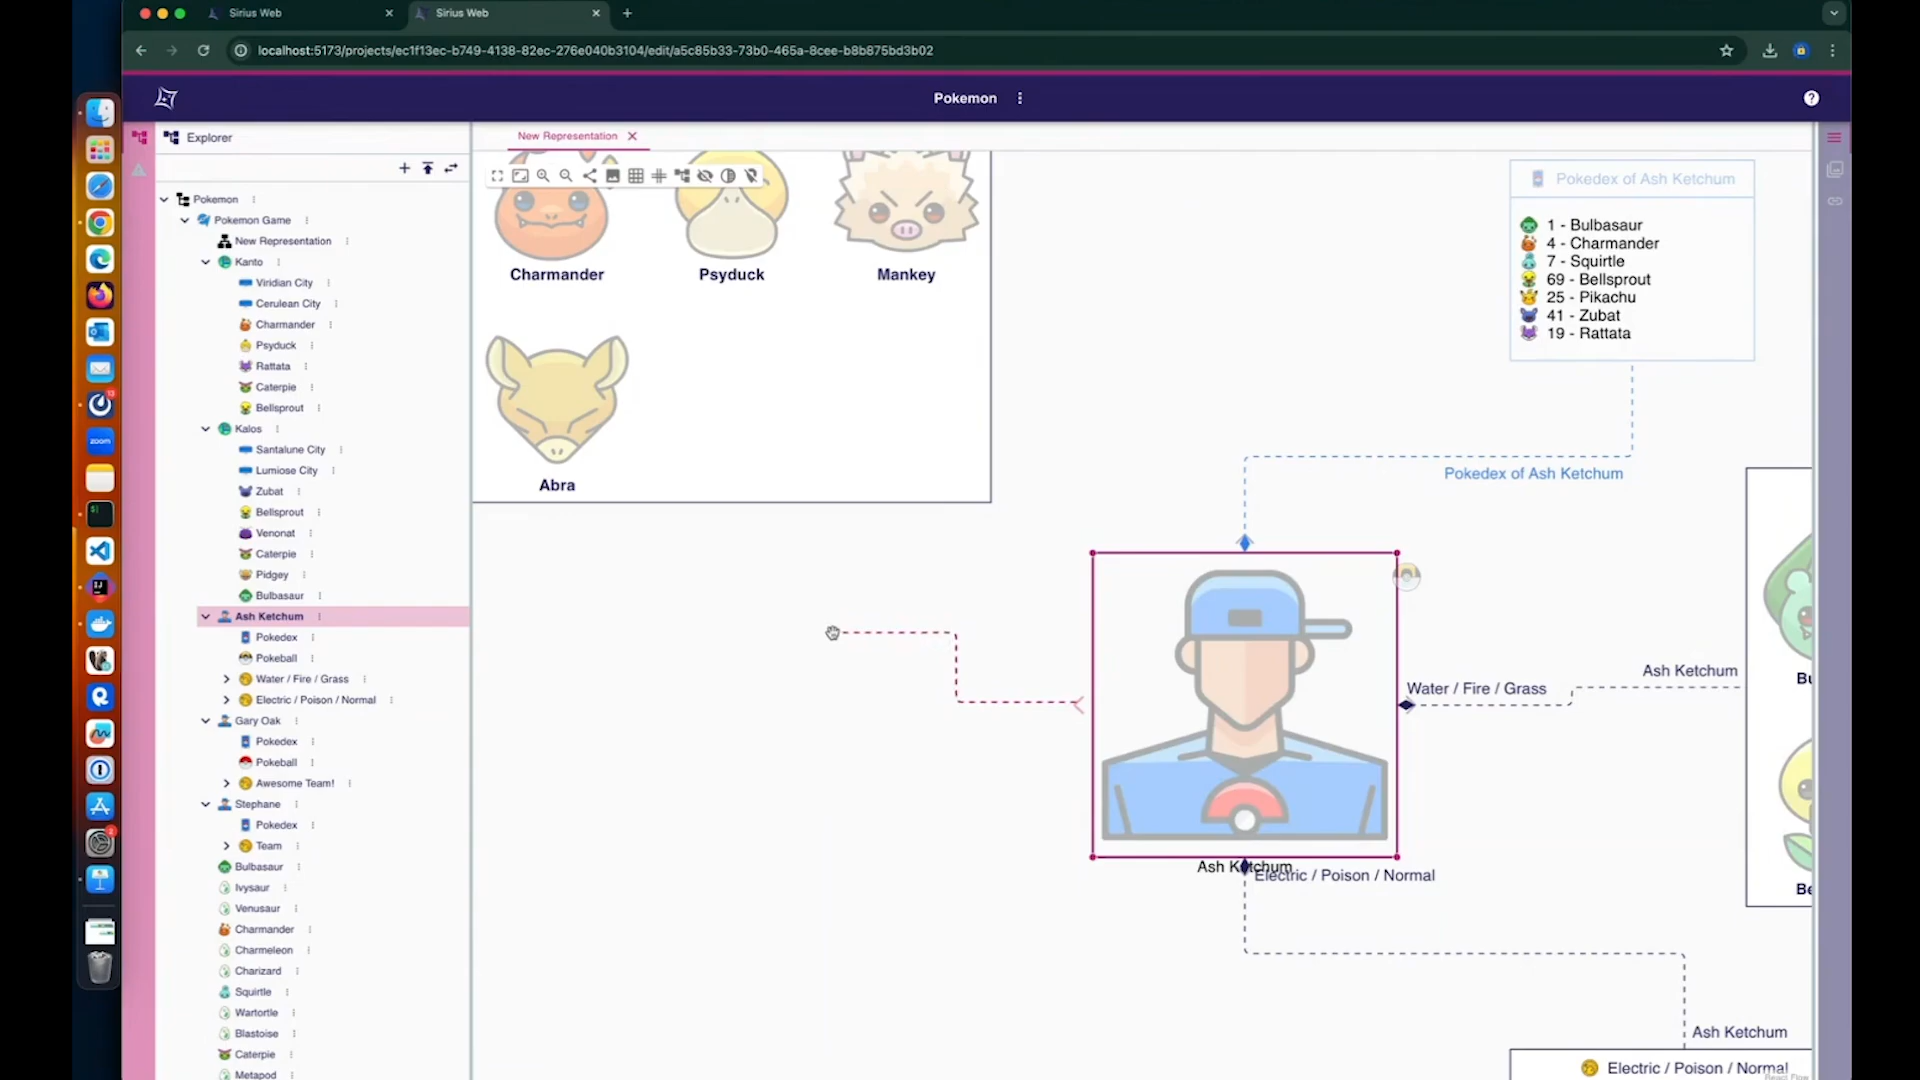 Sirius Web
Sirius Web
localhost:5173/projects/ec1f13ec-b749-4138-82ec-276e040b3104/edit/a5c85b33-73b0-465a-8cee-b8b875bd3b02
Pokemon
Explorer
New Representation
Pokemon
Pokemon Game
New Representation
Kanto
Viridian City
Cerulean City
Charmander
Psyduck
Rattata
Caterpie
Bellsprout
Kalos
Santalune City
Lumiose City
Zubat
Bellsprout
Venonat
Caterpie
Pidgey
Bulbasaur
Ash Ketchum
Pokedex
Pokeball
Water / Fire / Grass
Electric / Poison / Normal
Gary Oak
Pokedex
Pokeball
Awesome Team!
Stephane
Pokedex
Team
Bulbasaur
Ivysaur
Venusaur
Charmander
Charmeleon
Charizard
Squirtle
Wartortle
Blastoise
Caterpie
Metapod
Charmander
Psyduck
Mankey
Abra
Pokedex of Ash Ketchum
1 - Bulbasaur
4 - Charmander
7 - Squirtle
69 - Bellsprout
25 - Pikachu
41 - Zubat
19 - Rattata
Pokedex of Ash Ketchum
Ash Ketchum
Water / Fire / Grass
Bu
Be
Ash Ketchum
Electric / Poison / Normal
Ash Ketchum
Electric / Poison / Normal
React Flow
zoom